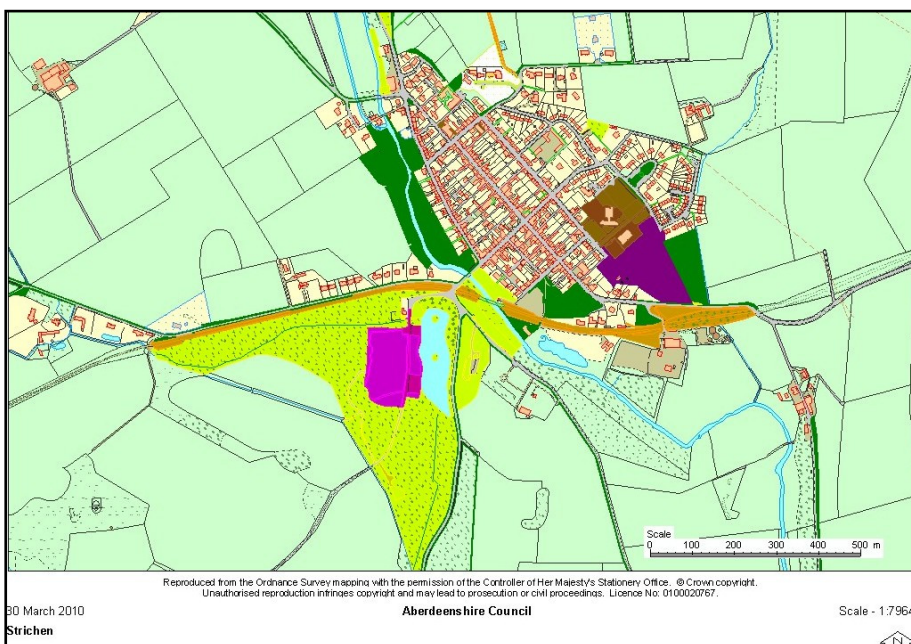 Scale
0 100 200 300 400 500 m
Reproduced from the Ordnance Survey mapping with the permission of the Controller of Her Majesty's Stationery Office. © Crown copyright.
Unauthorised reproduction infringes copyright and may lead to prosecution or civil proceedings. Licence No: 0100020767.
30 March 2010 Aberdeenshire Council Scale - 1:7964
Strichen